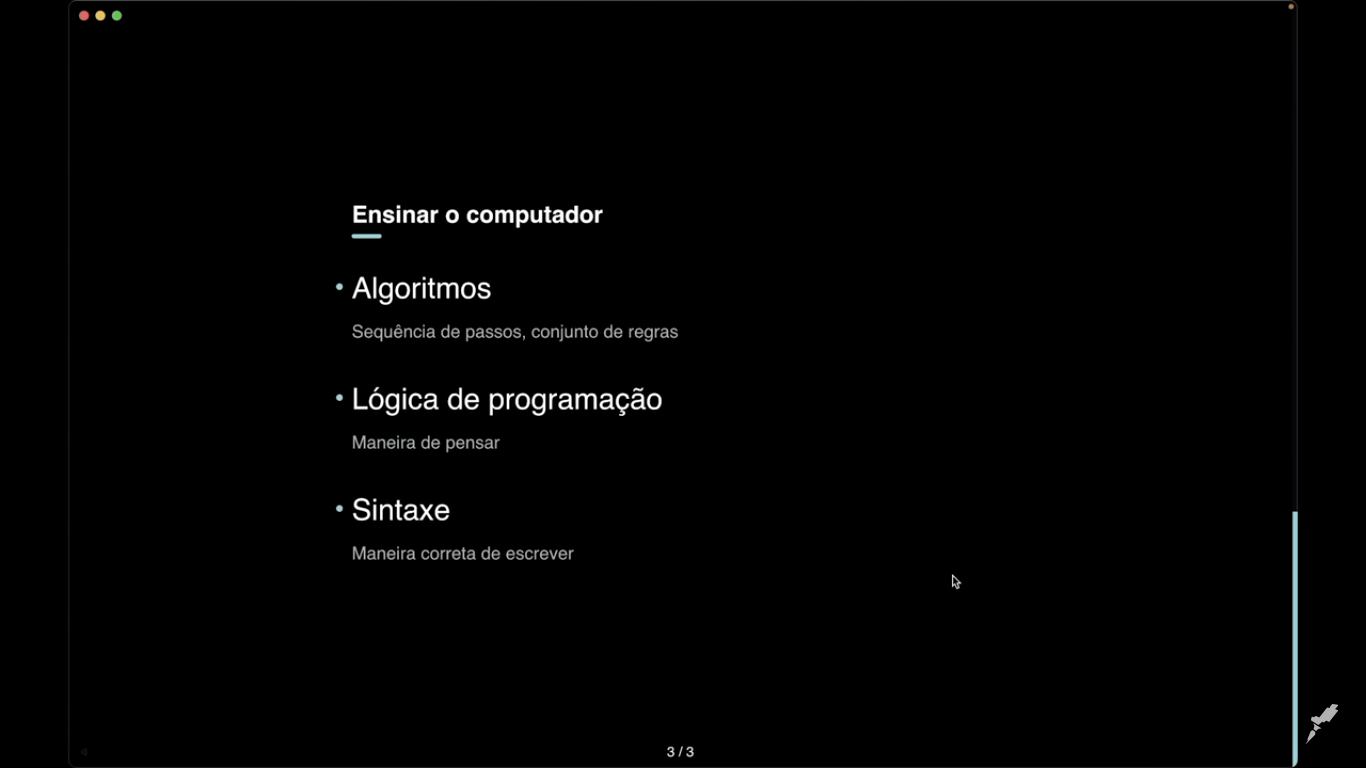 Ensinar o computador
• Algoritmos
Sequência de passos, conjunto de regras
• Lógica de programação
Maneira de pensar
• Sintaxe
Maneira correta de escrever
3 / 3